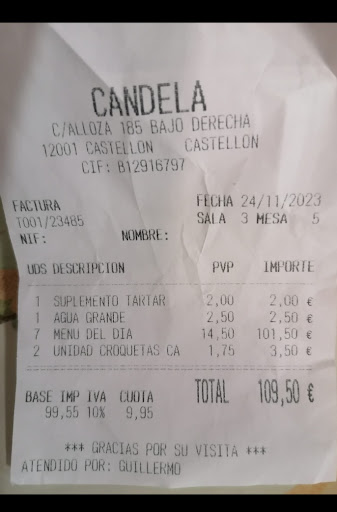 CANDELA
C/ALLOZA 185 BAJO DERECHA
12001 CASTELLON CASTELLON
CIF: B12916797
FACTURA FECHA 24/11/2023
T001/23485 SALA 3 MESA 5
NIF: NOMBRE:
UDS DESCRIPCION PVP IMPORTE
1 SUPLEMENTO TARTAR 2,00 2,00 €
1 AGUA GRANDE 2,50 2,50 €
7 MENU DEL DIA 14,50 101,50 €
2 UNIDAD CROQUETAS CA 1,75 3,50 €
BASE IMP IVA CUOTA TOTAL 109,50 €
99,55 10% 9,95
*** GRACIAS POR SU VISITA ***
ATENDIDO POR: GUILLERMO